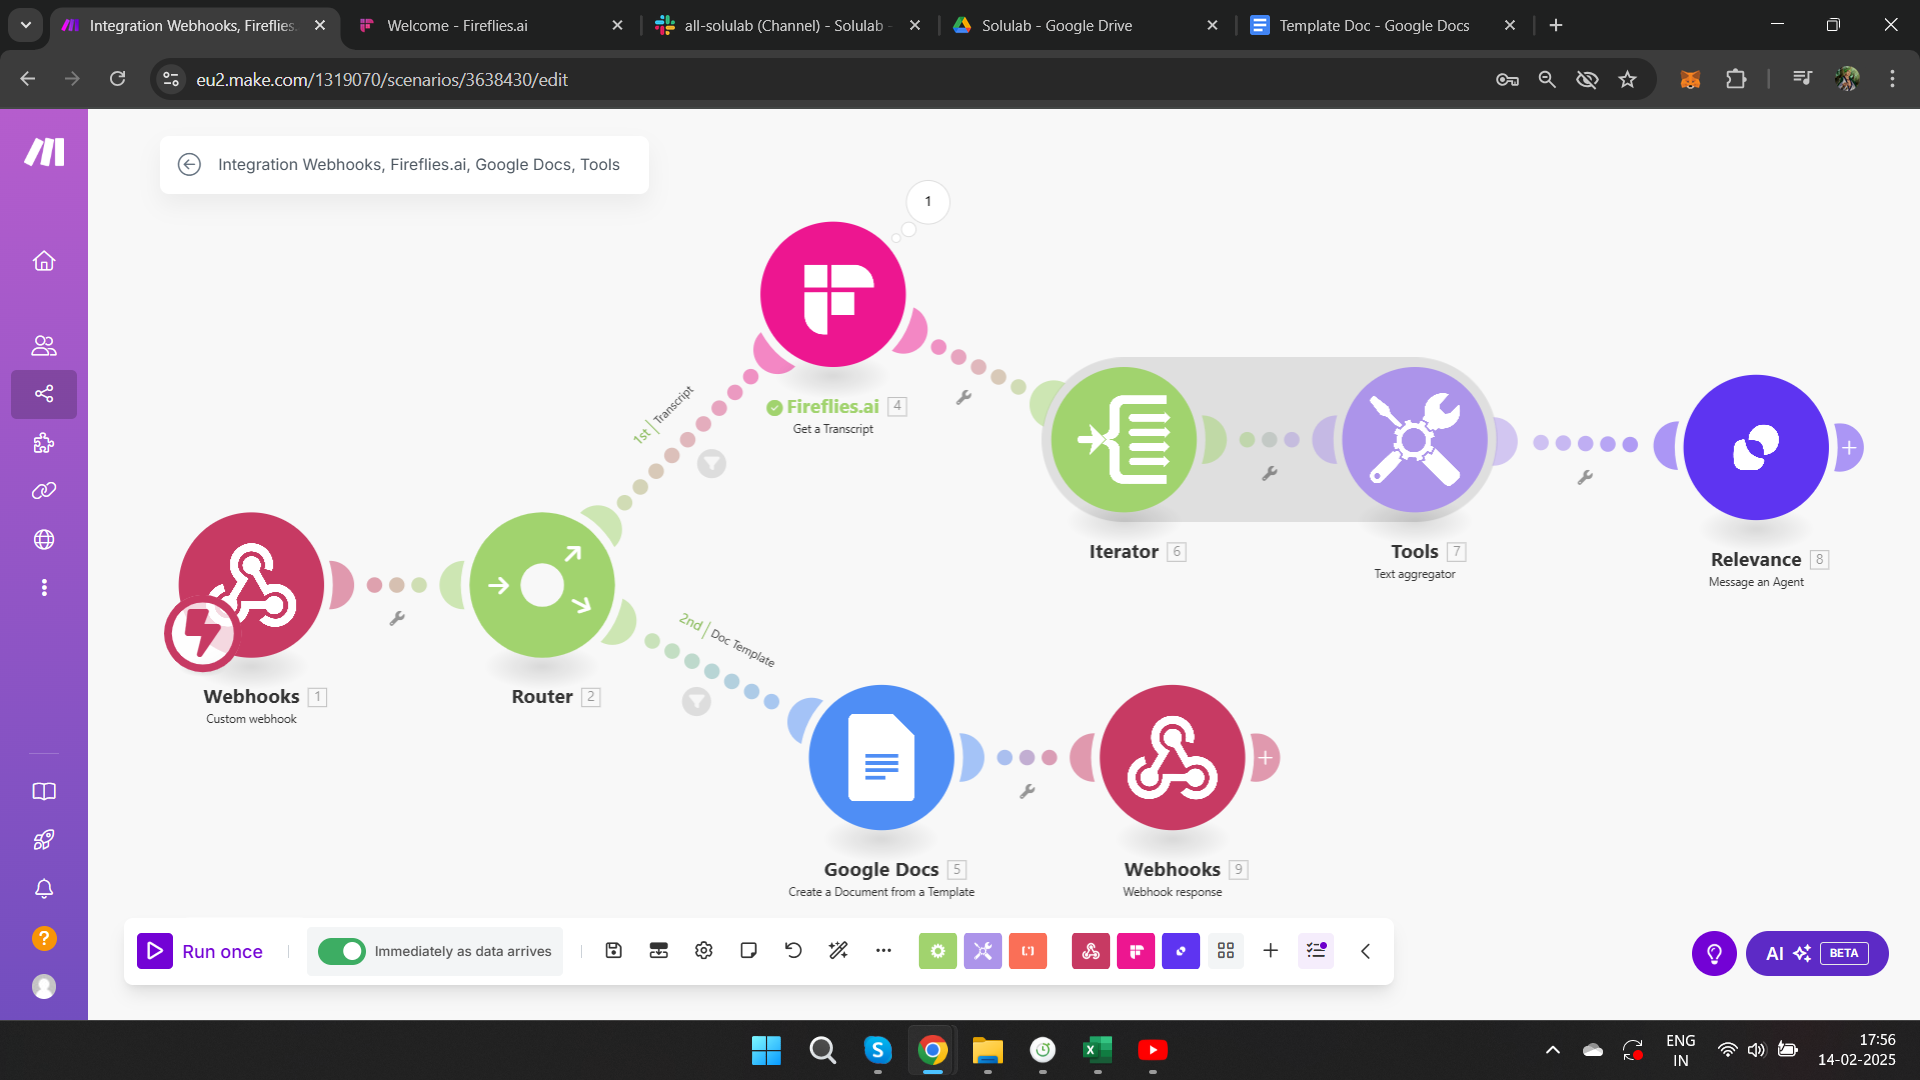 Integration Webhooks, Fireflies.
Welcome - Fireflies.ai
all-solulab (Channel) - Solulab -
Solulab - Google Drive
Template Doc - Google Docs
eu2.make.com/1319070/scenarios/3638430/edit
Integration Webhooks, Fireflies.ai, Google Docs, Tools
1
1st | Transcript
Fireflies.ai 4
Get a Transcript
Iterator 6
Tools 7
Text aggregator
Relevance 8
Message an Agent
Webhooks 1
Custom webhook
Router 2
2nd | Doc Template
Google Docs 5
Create a Document from a Template
Webhooks 9
Webhook response
Run once
Immediately as data arrives
AI BETA
ENG
IN
17:56
14-02-2025